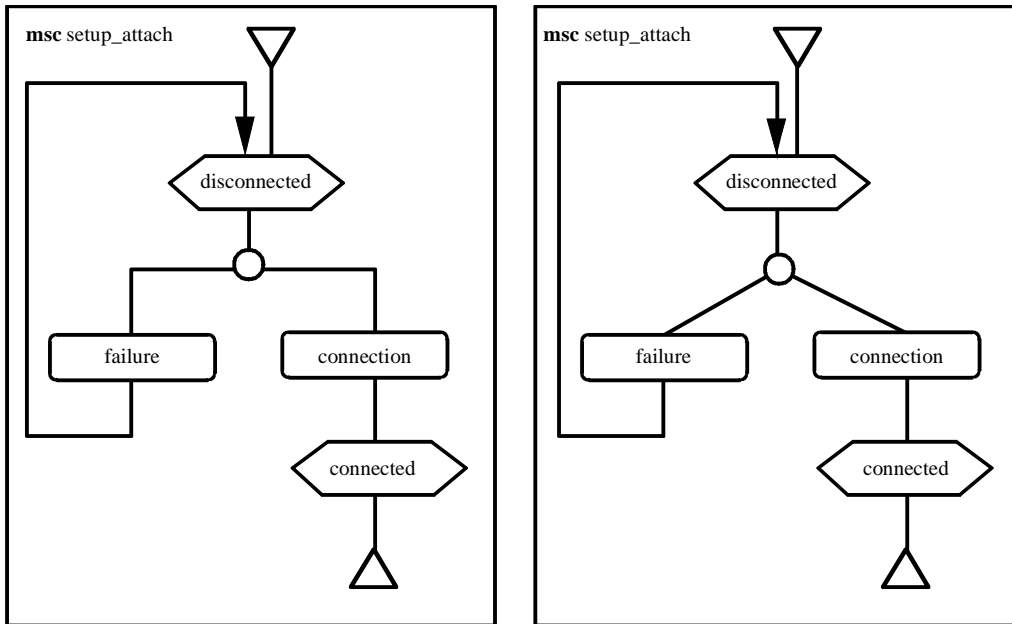 msc setup_attach
disconnected
failure
connection
connected
msc setup_attach
disconnected
failure
connection
connected